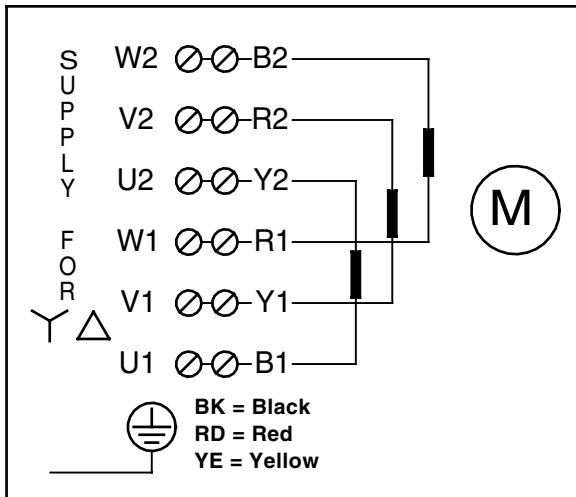 SUPPLY FOR
W2 B2
V2 R2
U2 Y2
W1 R1
V1 Y1
U1 B1
M
BK = Black
RD = Red
YE = Yellow